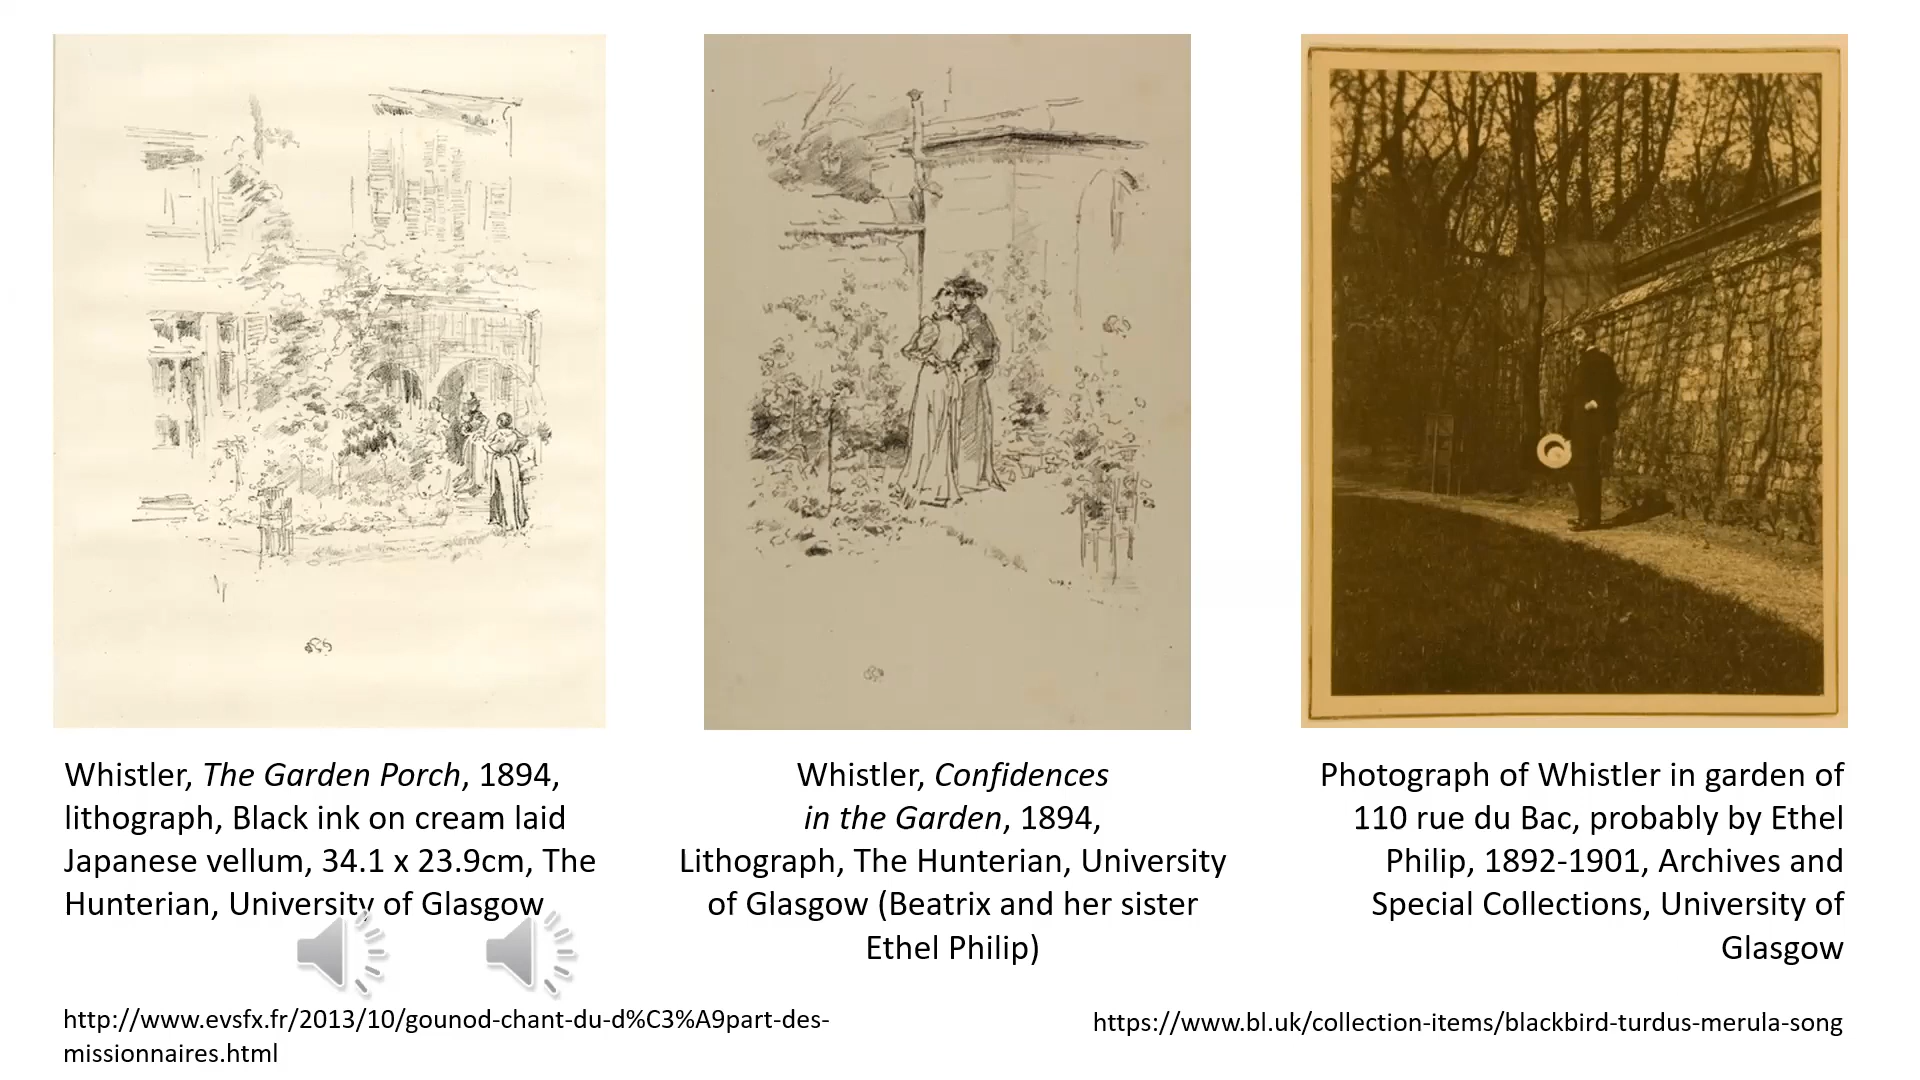 Whistler, The Garden Porch, 1894,
lithograph, Black ink on cream laid
Japanese vellum, 34.1 x 23.9cm, The
Hunterian, University of Glasgow
Whistler, Confidences
in the Garden, 1894,
Lithograph, The Hunterian, University
of Glasgow (Beatrix and her sister
Ethel Philip)
Photograph of Whistler in garden of
110 rue du Bac, probably by Ethel
Philip, 1892-1901, Archives and
Special Collections, University of
Glasgow
http://www.evsfx.fr/2013/10/gounod-chant-du-d%C3%A9part-des-
missionnaires.html
https://www.bl.uk/collection-items/blackbird-turdus-merula-song